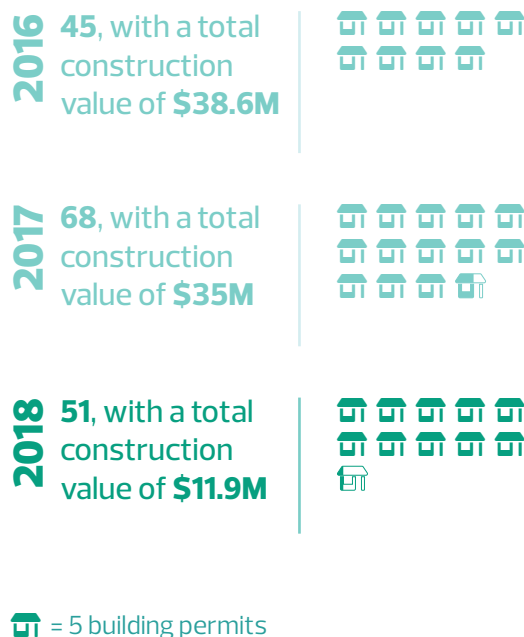 2016
45, with a total
construction
value of $38.6M
2017
68, with a total
construction
value of $35M
2018
51, with a total
construction
value of $11.9M
= 5 building permits